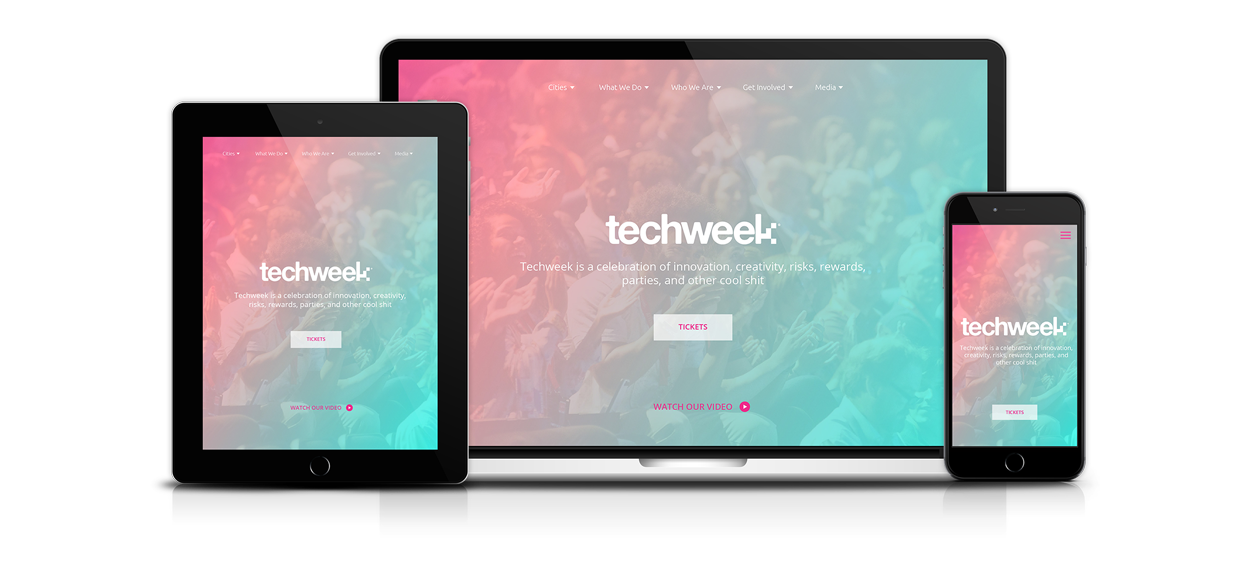 Cities What We Do Who We Are Get Involved Media
techweek
Techweek is a celebration of innovation, creativity, risks, rewards,
parties, and other cool shit
TICKETS
WATCH OUR VIDEO
Cities What We Do Who We Are Get Involved Media
techweek
Techweek is a celebration of innovation, creativity,
risks, rewards, parties, and other cool shit
TICKETS
WATCH OUR VIDEO
techweek
Techweek is a celebration of innovation,
creativity, risks, rewards, parties, and
other cool shit
TICKETS